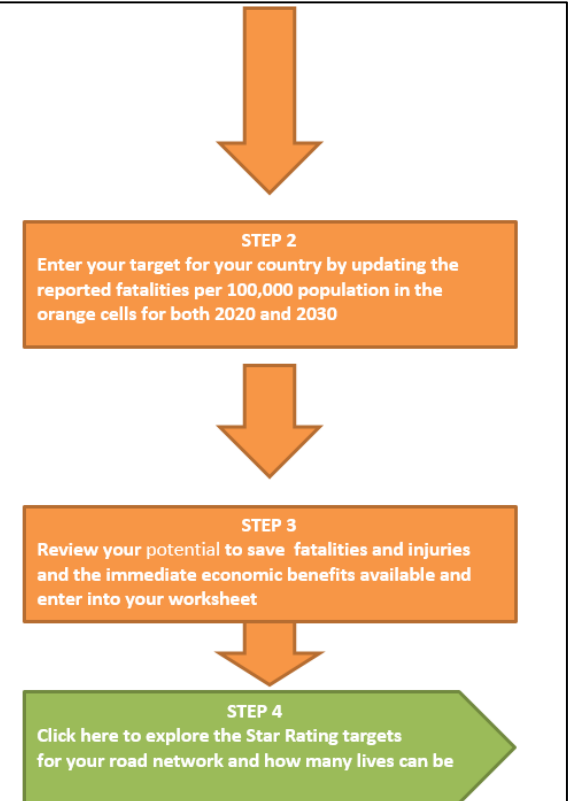 STEP 2
Enter your target for your country by updating the
reported fatalities per 100,000 population in the
orange cells for both 2020 and 2030
STEP 3
Review your potential to save fatalities and injuries
and the immediate economic benefits available and
enter into your worksheet
STEP 4
Click here to explore the Star Rating targets
for your road network and how many lives can be